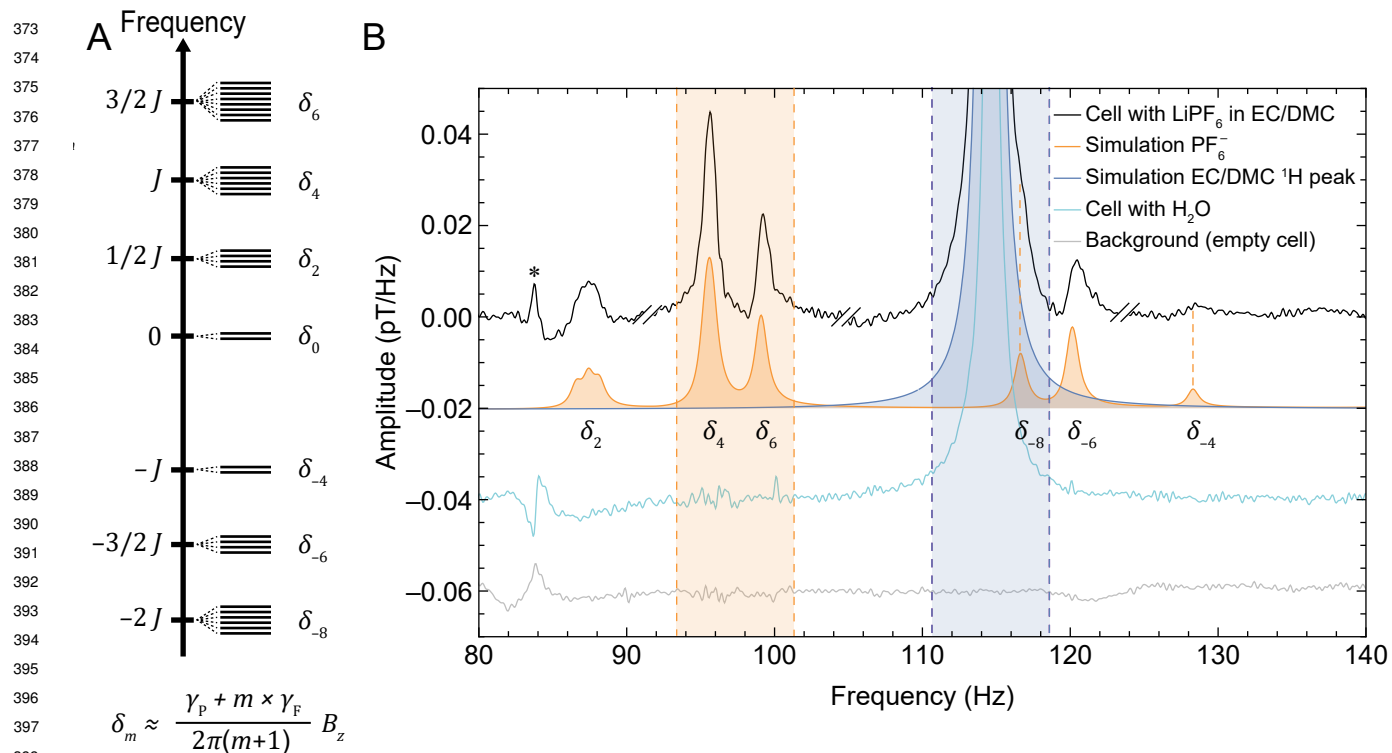 373
374
375
376
377
378
379
380
381
382
383
384
385
386
387
388
389
390
391
392
393
394
395
396
397
A
Frequency
3/2 J
δ6
J
δ4
1/2 J
δ2
0
δ0
–J
δ–4
–3/2 J
δ–6
–2 J
δ–8
δm ≈ γP + m × γF / 2π(m+1) Bz
B
Cell with LiPF6 in EC/DMC
Simulation PF6−
Simulation EC/DMC 1H peak
Cell with H2O
Background (empty cell)
Amplitude (pT/Hz)
0.04
0.02
0.00
–0.02
–0.04
–0.06
*
δ2
δ4
δ6
δ–8
δ–6
δ–4
80
90
100
110
120
130
140
Frequency (Hz)